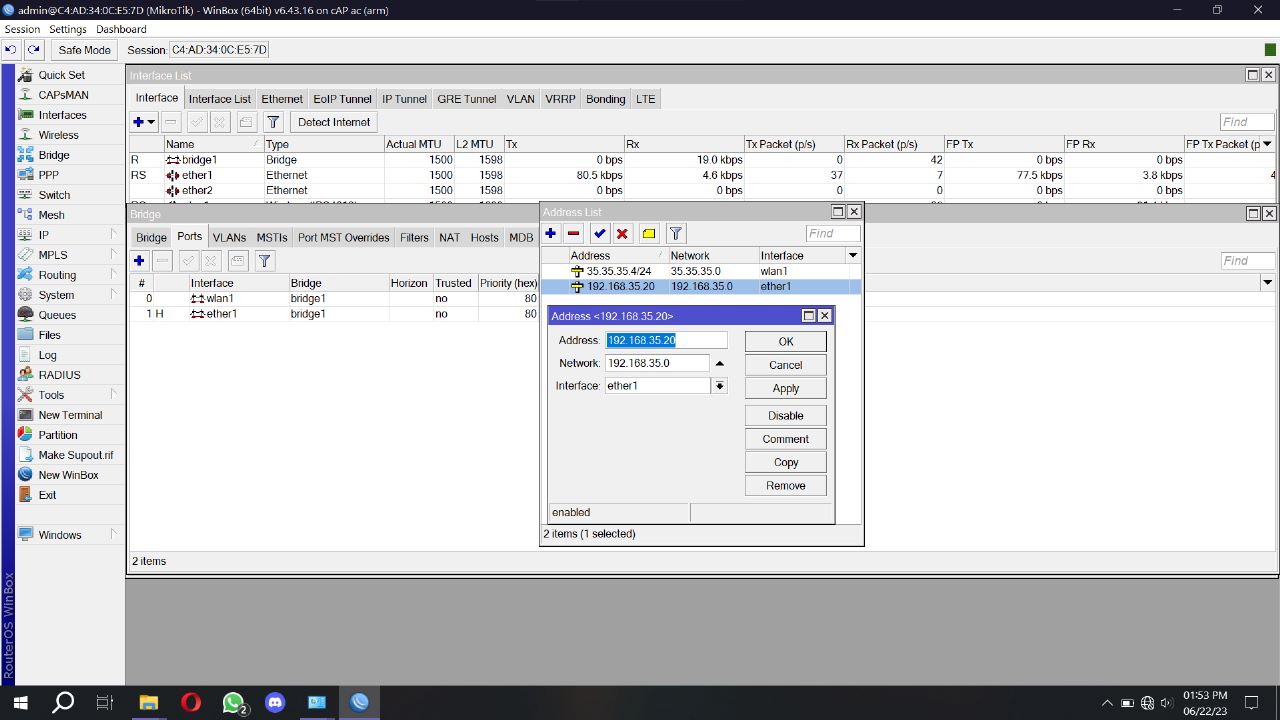 admin@C4:AD:34:0C:E5:7D (MikroTik) - WinBox (64bit) v6.43.16 on cAP ac (arm)
Session Settings Dashboard
Safe Mode Session: C4:AD:34:0C:E5:7D
Quick Set
CAPsMAN
Interfaces
Wireless
Bridge
PPP
Switch
Mesh
IP
MPLS
Routing
System
Queues
Files
Log
RADIUS
Tools
New Terminal
Partition
Make Supout.rif
New WinBox
Exit
Windows
RouterOS WinBox
Interface List
Interface Interface List Ethernet EoIP Tunnel IP Tunnel GRE Tunnel VLAN VRRP Bonding LTE
Detect Internet Find
Name Type Actual MTU L2 MTU Tx Rx Tx Packet (p/s) Rx Packet (p/s) FP Tx FP Rx FP Tx Packet (p
R bridge1 Bridge 1500 1598 0 bps 19.0 kbps 0 42 0 bps 0 bps
RS ether1 Ethernet 1500 1598 80.5 kbps 4.6 kbps 37 7 77.5 kbps 3.8 kbps 4
ether2 Ethernet 1500 1598 0 bps 0 bps 0 0 0 bps 0 bps
Bridge
Bridge Ports VLANs MSTIs Port MST Overrides Filters NAT Hosts MDB
Find
# Interface Bridge Horizon Trusted Priority (hex)
0 wlan1 bridge1 no 80
1 H ether1 bridge1 no 80
2 items
Address List
Find
Address Network Interface
35.35.35.4/24 35.35.35.0 wlan1
192.168.35.20 192.168.35.0 ether1
Address <192.168.35.20>
Address: 192.168.35.20
Network: 192.168.35.0
Interface: ether1
OK
Cancel
Apply
Disable
Comment
Copy
Remove
enabled
2 items (1 selected)
2
01:53 PM
06/22/23